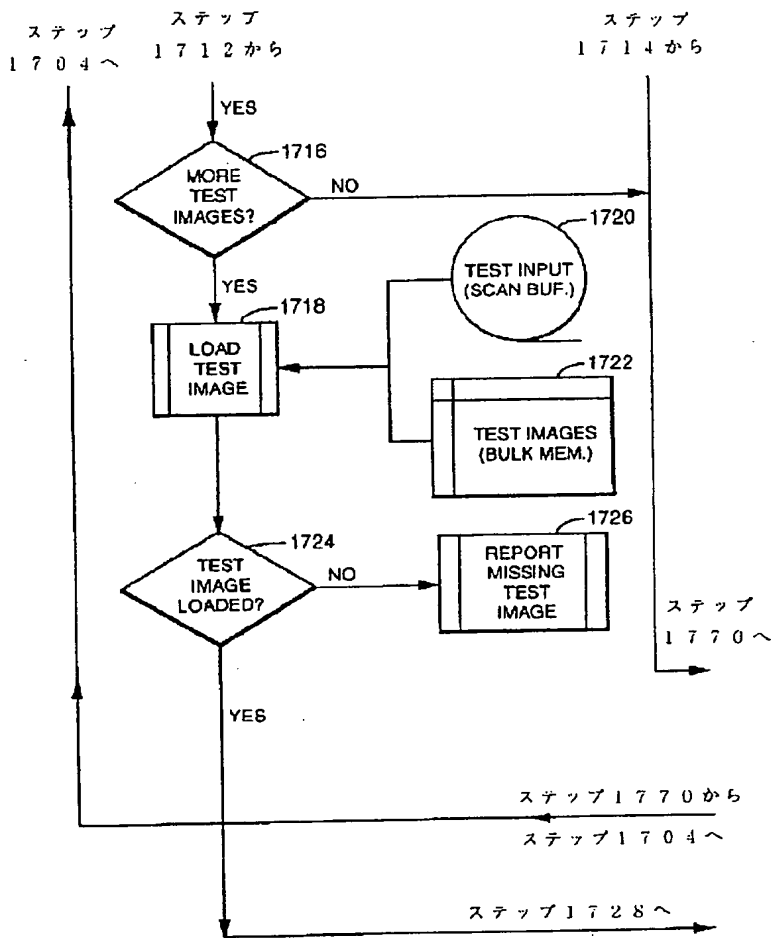 ステップ
1704へ
ステップ
1712から
ステップ
1714から
YES
1716
MORE
TEST
IMAGES?
NO
1720
TEST INPUT
(SCAN BUF.)
YES
1718
LOAD
TEST
IMAGE
1722
TEST IMAGES
(BULK MEM.)
1724
TEST
IMAGE
LOADED?
NO
1726
REPORT
MISSING
TEST
IMAGE
ステップ
1770へ
YES
ステップ1770から
ステップ1704へ
ステップ1728へ